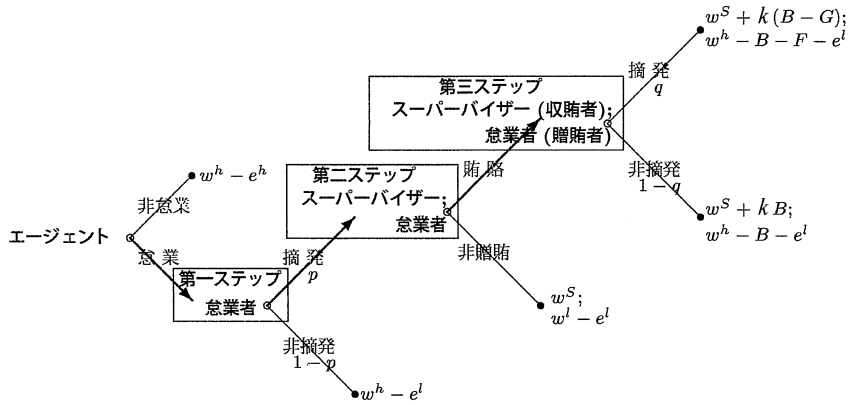 エージェント
非怠業
w^h − e^h
怠 業
第一ステップ
怠業者
摘 発
p
非摘発
1 − p
w^h − e^l
第二ステップ
スーパーバイザー;
怠業者
賄 賂
非贈賄
w^S;
w^l − e^l
第三ステップ
スーパーバイザー (収賄者);
怠業者 (贈賄者)
摘 発
q
w^S + k (B − G);
w^h − B − F − e^l
非摘発
1 − q
w^S + k B;
w^h − B − e^l